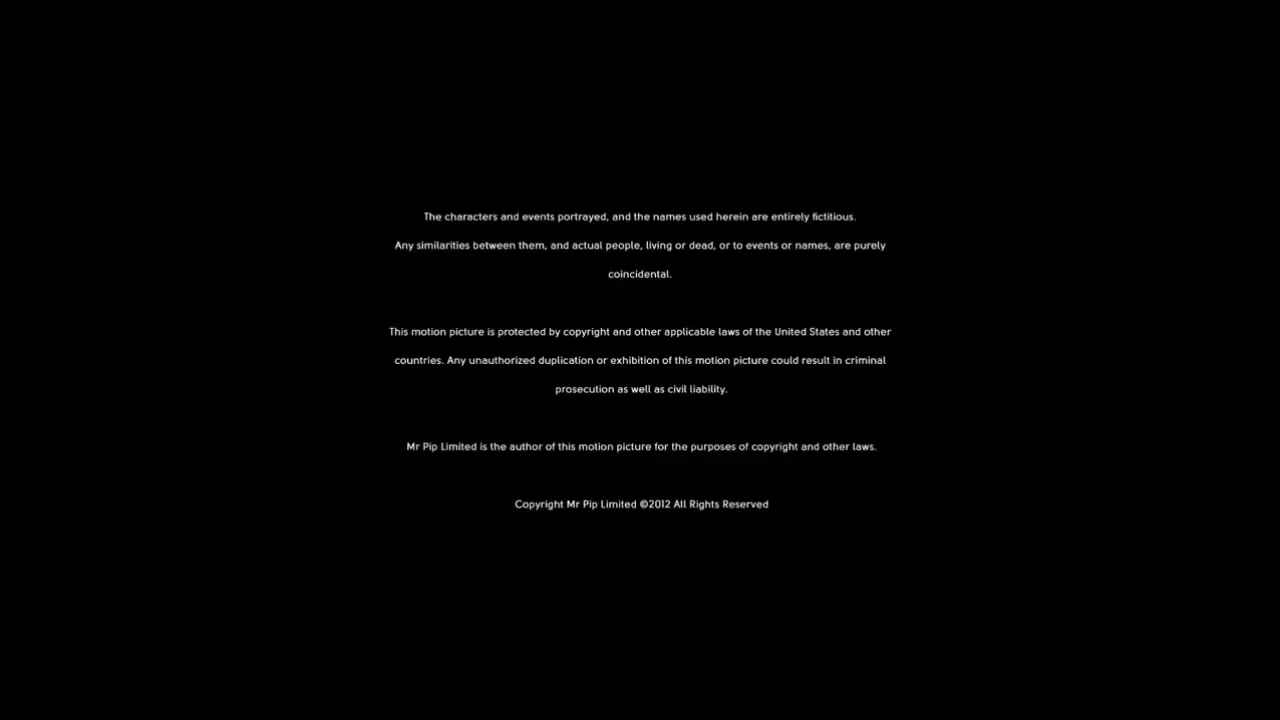 The characters and events portrayed, and the names used herein are entirely fictitious.
Any similarities between them, and actual people, living or dead, or to events or names, are purely
coincidental.
This motion picture is protected by copyright and other applicable laws of the United States and other
countries. Any unauthorized duplication or exhibition of this motion picture could result in criminal
prosecution as well as civil liability.
Mr Pip Limited is the author of this motion picture for the purposes of copyright and other laws.
Copyright Mr Pip Limited ©2012 All Rights Reserved